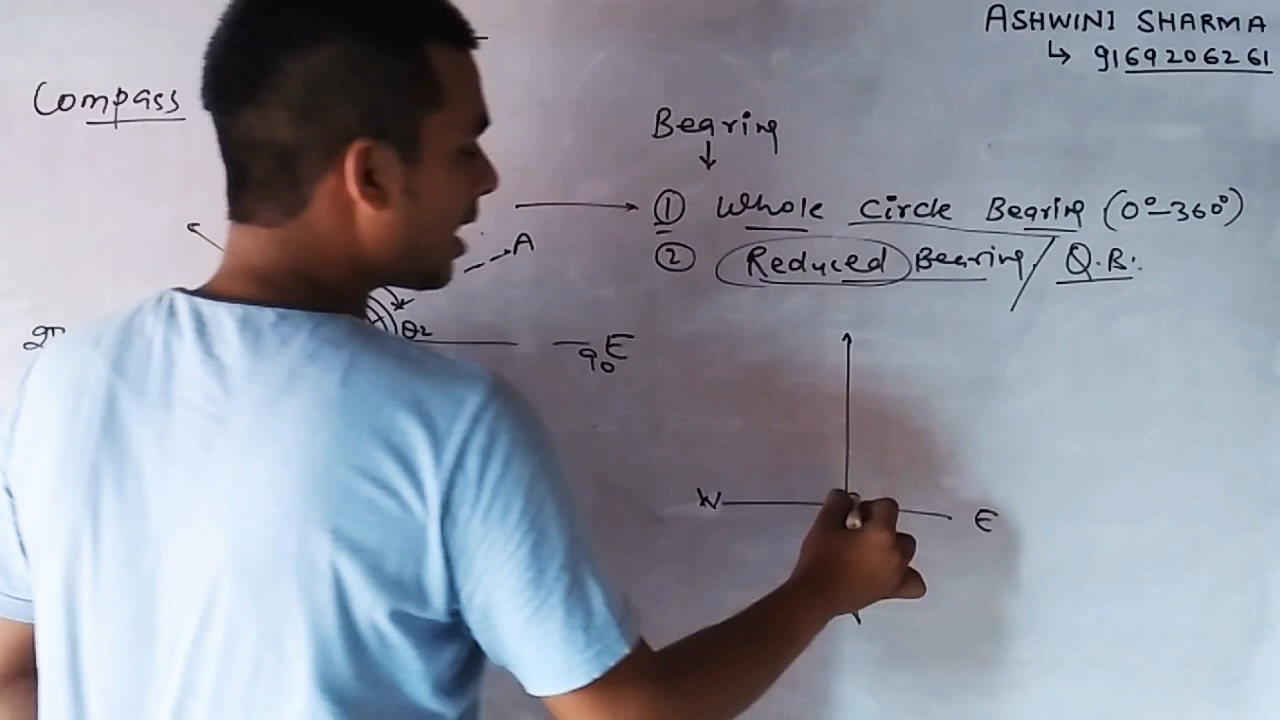 ASHWINI SHARMA
↳ 9169206261
Compass
Bearing
↓
① Whole Circle Bearing (0°-360°)
② Reduced Bearing / Q.B.
A
θ2
E
90
W
E